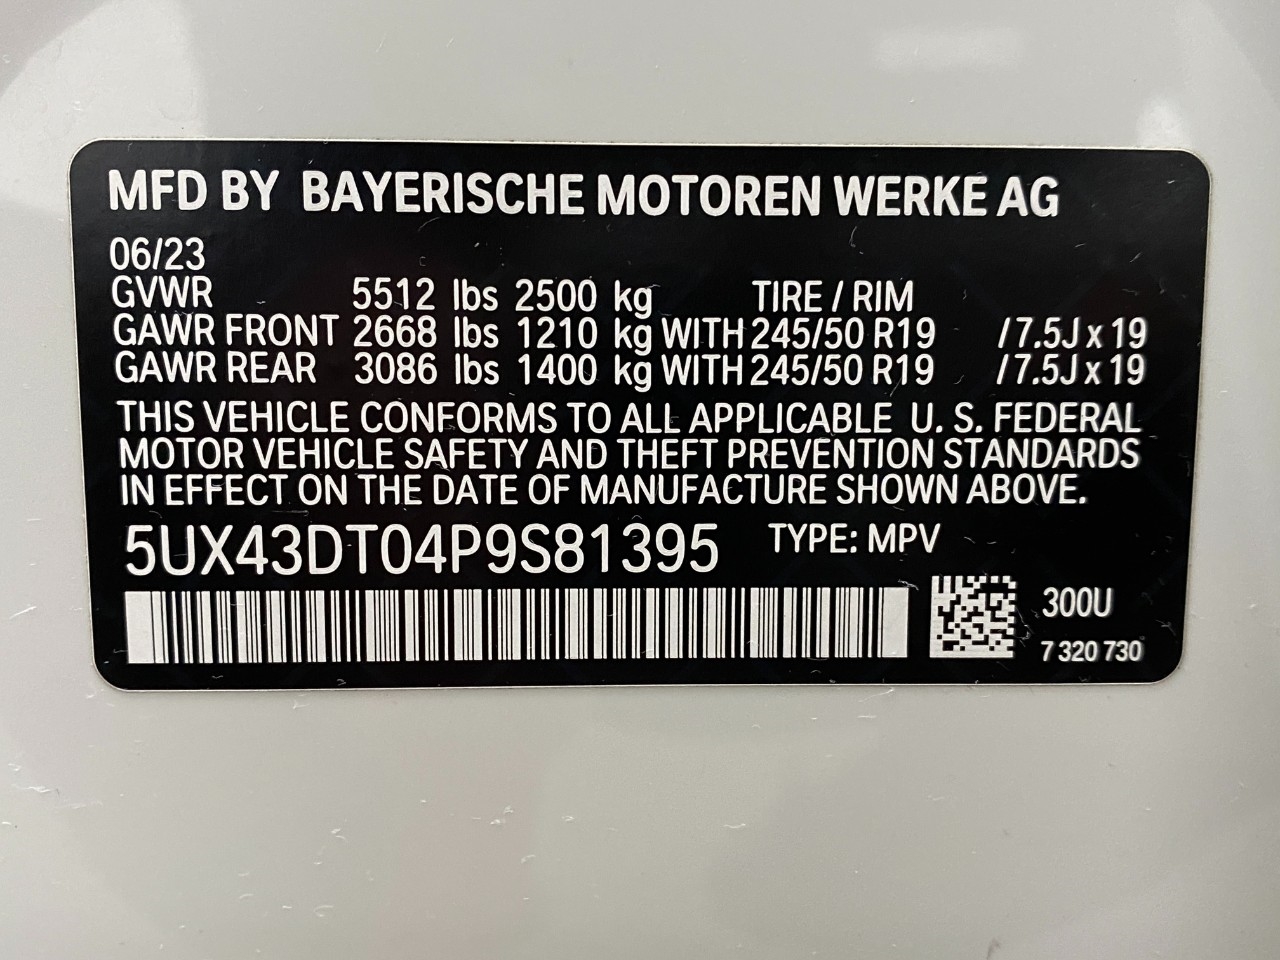 MFD BY BAYERISCHE MOTOREN WERKE AG
06/23
GVWR 5512 lbs 2500 kg TIRE / RIM
GAWR FRONT 2668 lbs 1210 kg WITH 245/50 R19 / 7.5J x 19
GAWR REAR 3086 lbs 1400 kg WITH 245/50 R19 / 7.5J x 19
THIS VEHICLE CONFORMS TO ALL APPLICABLE U. S. FEDERAL
MOTOR VEHICLE SAFETY AND THEFT PREVENTION STANDARDS
IN EFFECT ON THE DATE OF MANUFACTURE SHOWN ABOVE.
5UX43DT04P9S81395 TYPE: MPV
300U
7 320 730